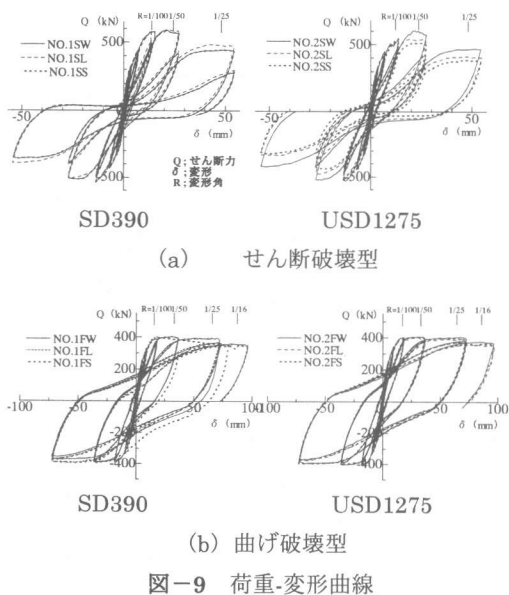 Q (kN) R=1/100 1/50 1/25
500
NO.1SW
NO.1SL
NO.1SS
-50 0 50
δ (mm)
Q ; せん断力
δ ; 変形
R ; 変形角
-500
SD390
Q (kN) R=1/100 1/50 1/25
500
NO.2SW
NO.2SL
NO.2SS
-50 50
δ (mm)
-500
USD1275
(a) せん断破壊型
Q (kN) R=1/100 1/50 1/25 1/16
400
NO.1FW
NO.1FL
NO.1FS
200
-100 -50 0 50 100
δ (mm)
-400
SD390
Q (kN) R=1/100 1/50 1/25 1/16
400
NO.2FW
NO.2FL
NO.2FS
200
-100 -50 0 50 100
δ (mm)
-400
USD1275
(b) 曲げ破壊型
図-9 荷重-変形曲線